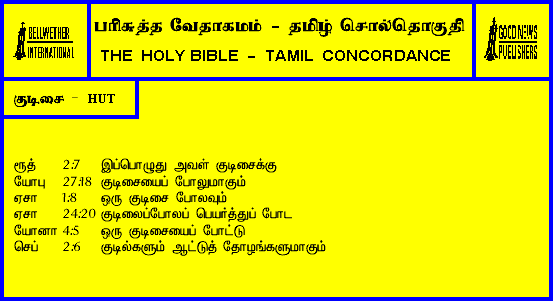 BELLWETHER
INTERNATIONAL
பரிசுத்த வேதாகமம் - தமிழ் சொல்தொகுதி
THE HOLY BIBLE - TAMIL CONCORDANCE
GOOD NEWS
PUBLISHERS
குடிசை - HUT
ரூத் 2:7 இப்பொழுது அவள் குடிசைக்கு
யோபு 27:18 குடிசையைப் போலுமாகும்
ஏசா 1:8 ஒரு குடிசை போலவும்
ஏசா 24:20 குடிலைப்போலப் பெயர்த்துப் போட
யோனா 4:5 ஒரு குடிசையைப் போட்டு
செப் 2:6 குடில்களும் ஆட்டுத் தோழங்களுமாகும்